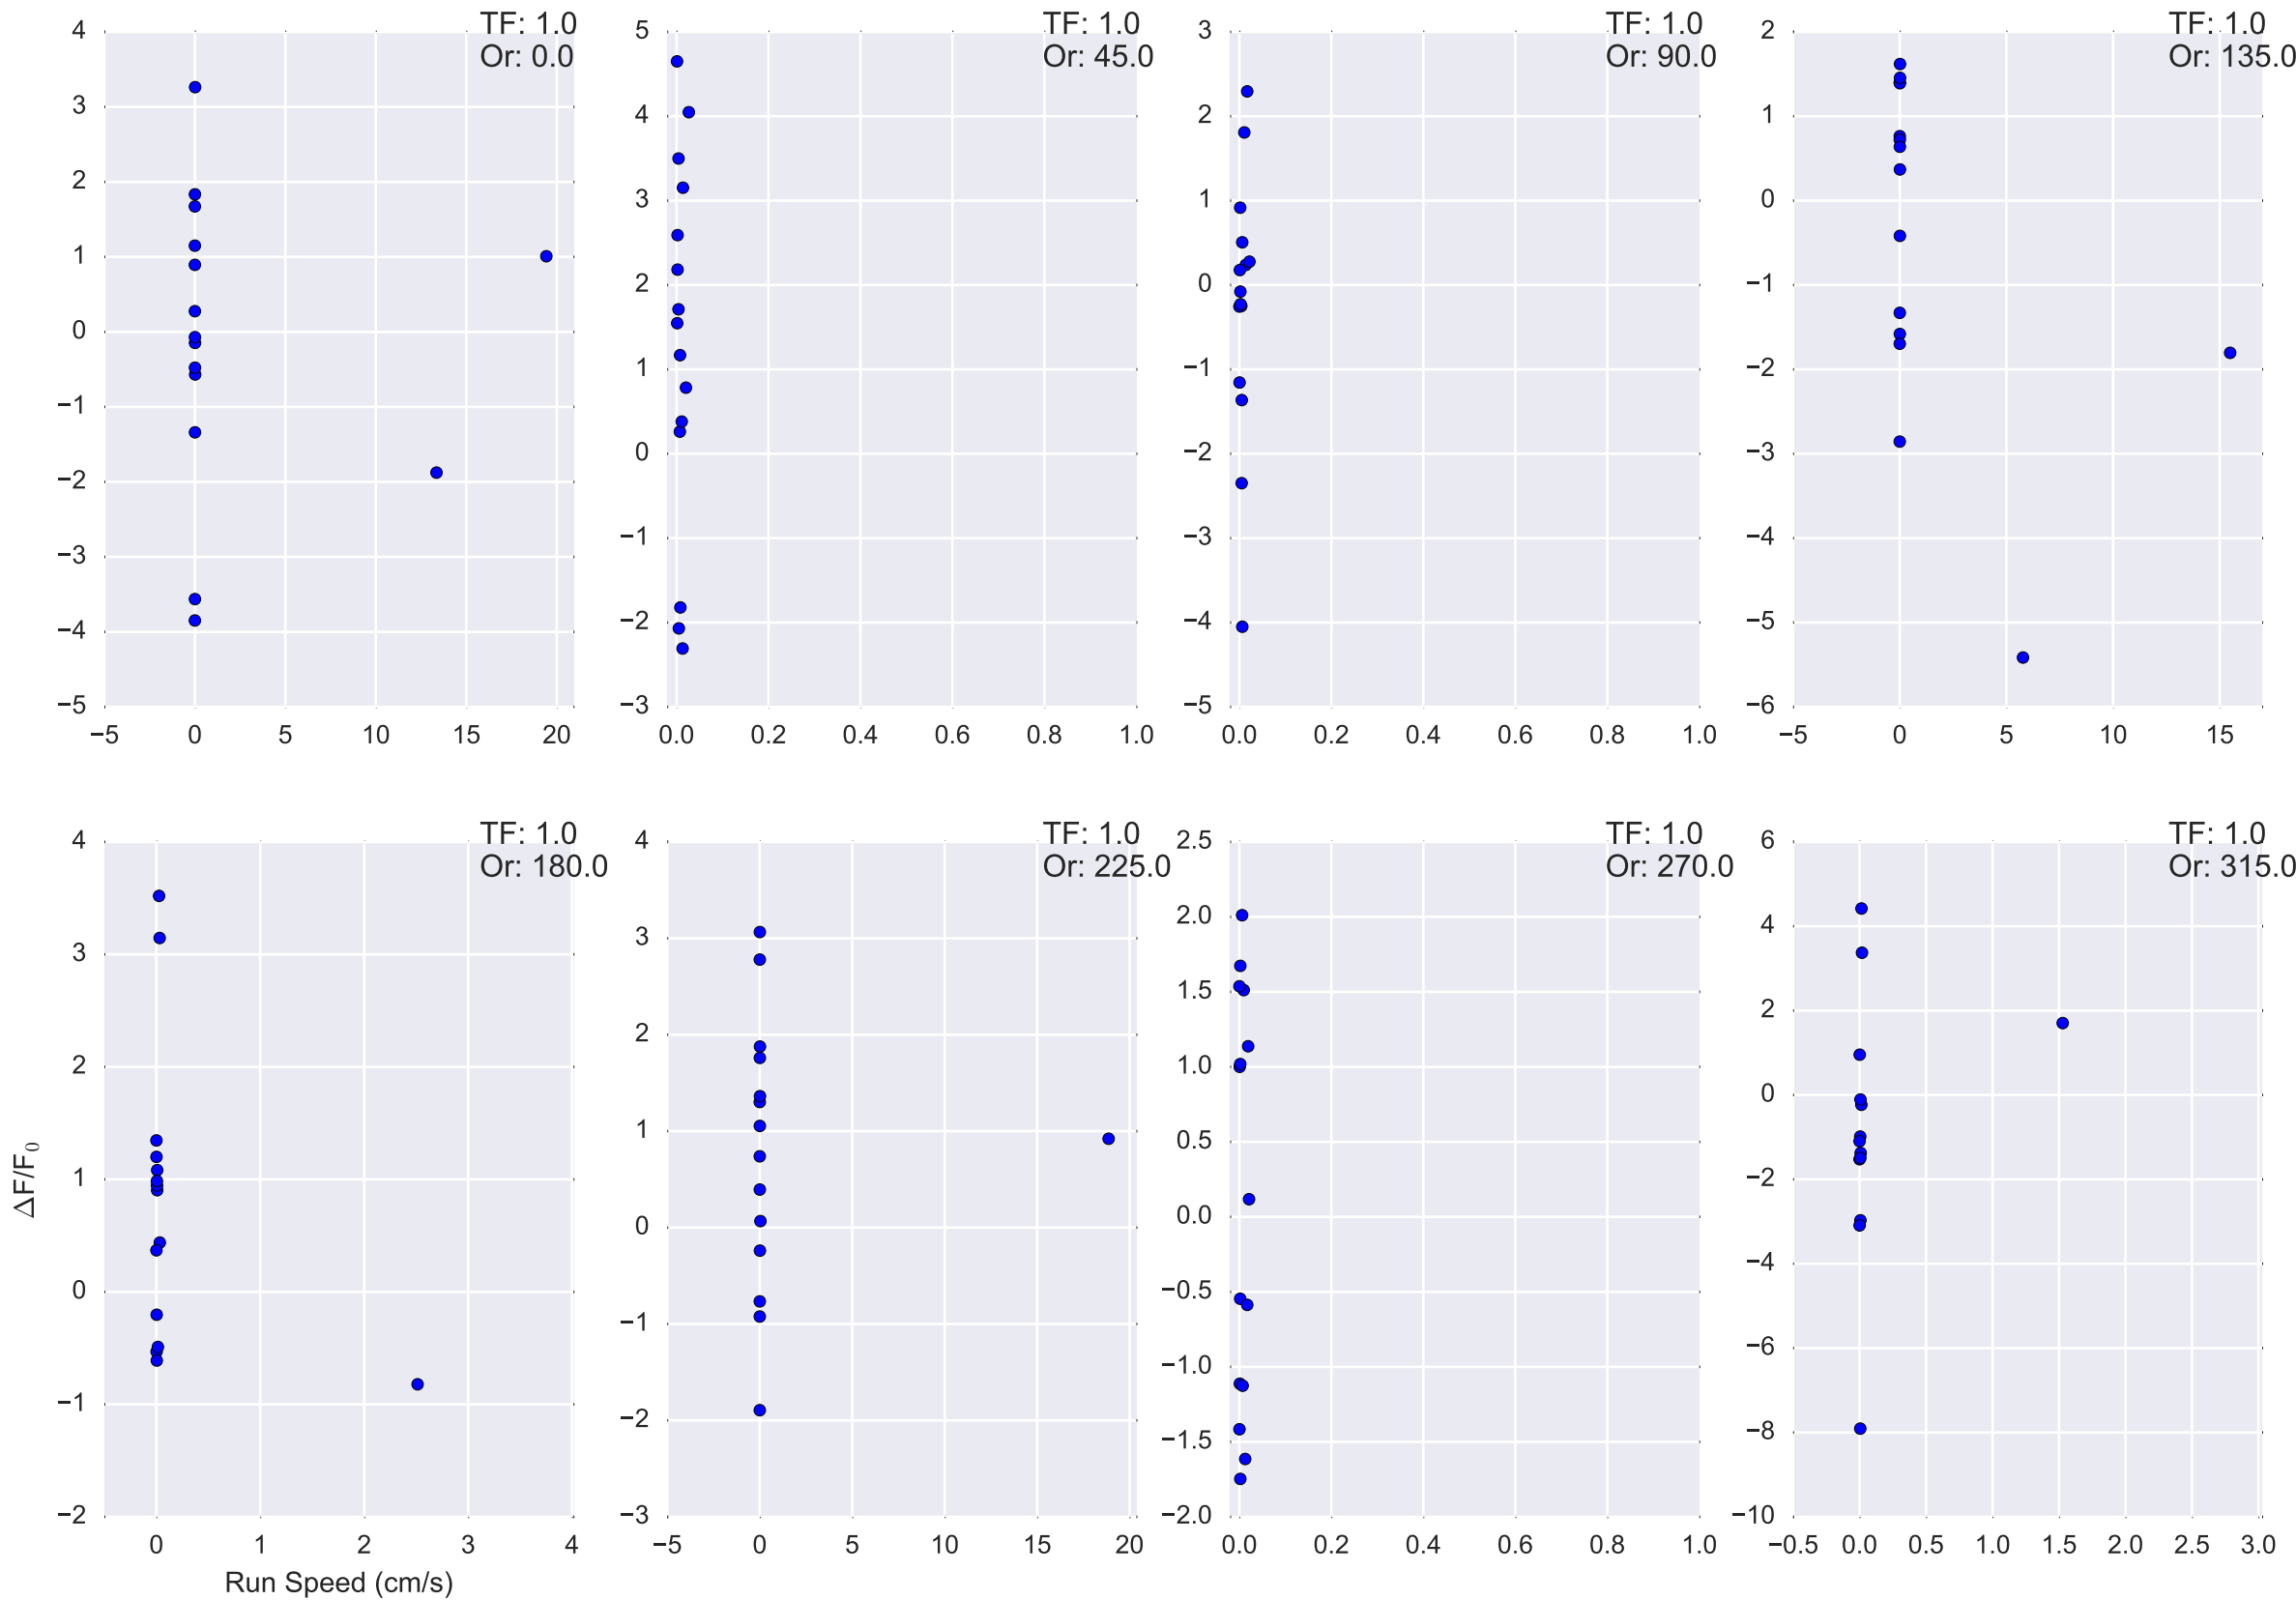 TF: 1.0
Or: 0.0
4
3
2
1
0
−1
−2
−3
−4
−5
−5 0 5 10 15 20
TF: 1.0
Or: 45.0
5
4
3
2
1
0
−1
−2
−3
0.0 0.2 0.4 0.6 0.8 1.0
TF: 1.0
Or: 90.0
3
2
1
0
−1
−2
−3
−4
−5
0.0 0.2 0.4 0.6 0.8 1.0
TF: 1.0
Or: 135.0
2
1
0
−1
−2
−3
−4
−5
−6
−5 0 5 10 15
TF: 1.0
Or: 180.0
4
3
2
1
0
−1
−2
0 1 2 3 4
Run Speed (cm/s)
ΔF/F₀
TF: 1.0
Or: 225.0
4
3
2
1
0
−1
−2
−3
−5 0 5 10 15 20
TF: 1.0
Or: 270.0
2.5
2.0
1.5
1.0
0.5
0.0
−0.5
−1.0
−1.5
−2.0
0.0 0.2 0.4 0.6 0.8 1.0
TF: 1.0
Or: 315.0
6
4
2
0
−2
−4
−6
−8
−10
−0.5 0.0 0.5 1.0 1.5 2.0 2.5 3.0